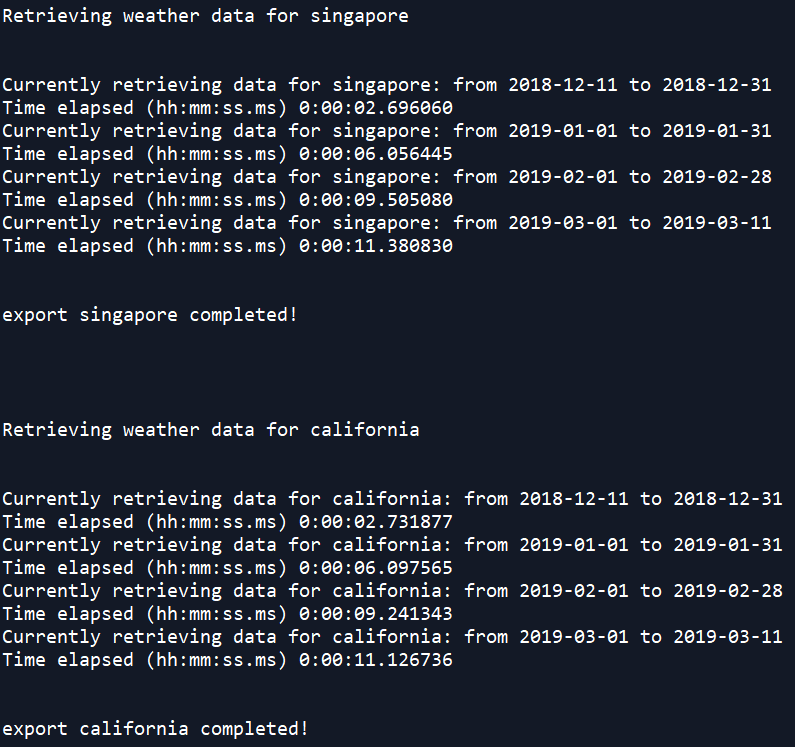 Retrieving weather data for singapore
Currently retrieving data for singapore: from 2018-12-11 to 2018-12-31
Time elapsed (hh:mm:ss.ms) 0:00:02.696060
Currently retrieving data for singapore: from 2019-01-01 to 2019-01-31
Time elapsed (hh:mm:ss.ms) 0:00:06.056445
Currently retrieving data for singapore: from 2019-02-01 to 2019-02-28
Time elapsed (hh:mm:ss.ms) 0:00:09.505080
Currently retrieving data for singapore: from 2019-03-01 to 2019-03-11
Time elapsed (hh:mm:ss.ms) 0:00:11.380830
export singapore completed!
Retrieving weather data for california
Currently retrieving data for california: from 2018-12-11 to 2018-12-31
Time elapsed (hh:mm:ss.ms) 0:00:02.731877
Currently retrieving data for california: from 2019-01-01 to 2019-01-31
Time elapsed (hh:mm:ss.ms) 0:00:06.097565
Currently retrieving data for california: from 2019-02-01 to 2019-02-28
Time elapsed (hh:mm:ss.ms) 0:00:09.241343
Currently retrieving data for california: from 2019-03-01 to 2019-03-11
Time elapsed (hh:mm:ss.ms) 0:00:11.126736
export california completed!